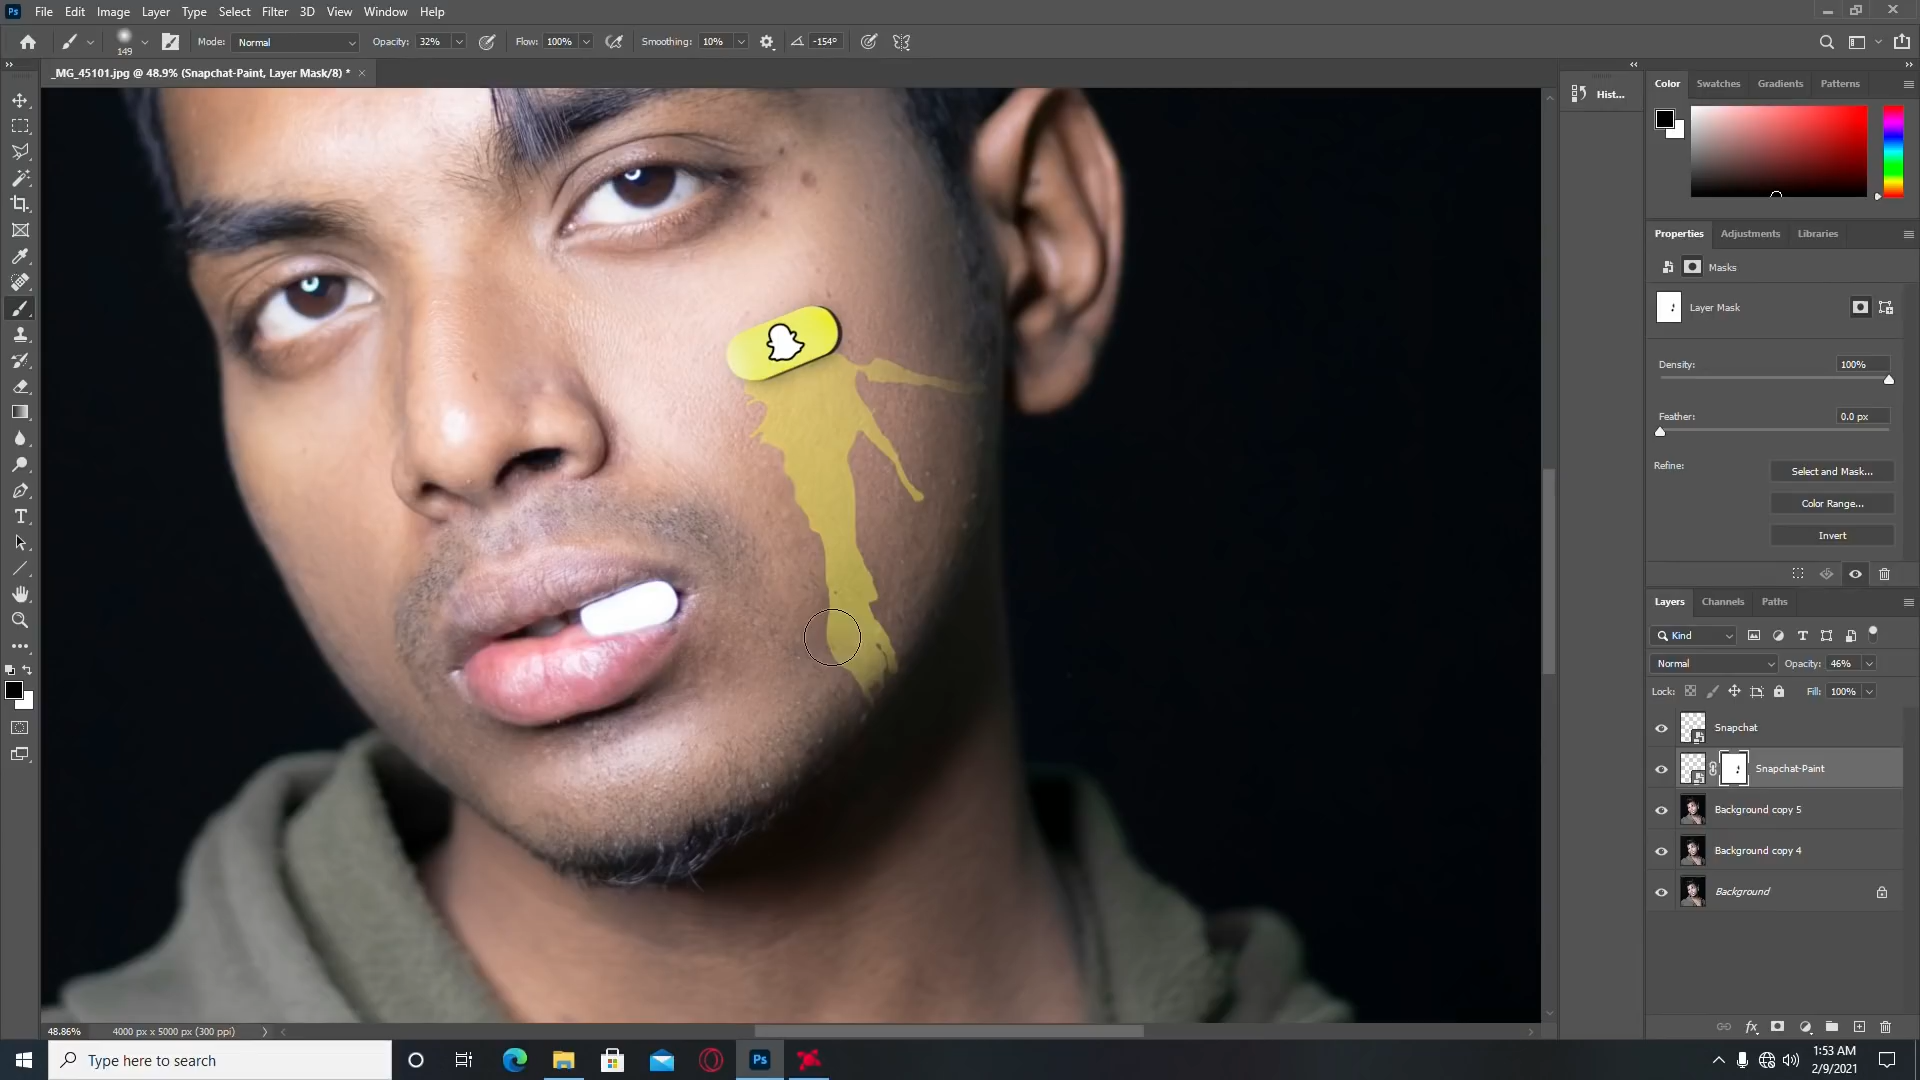 Ps File Edit Image Layer Type Select Filter 3D View Window Help
149 Mode: Normal Opacity: 32% Flow: 100% Smoothing: 10% -154°
_MG_45101.jpg @ 48.9% (Snapchat-Paint, Layer Mask/8) *
Hist...
Color Swatches Gradients Patterns
Properties Adjustments Libraries
Masks
Layer Mask
Density: 100%
Feather: 0.0 px
Refine: Select and Mask...
Color Range...
Invert
Layers Channels Paths
Kind
Normal Opacity: 46%
Lock: Fill: 100%
Snapchat
Snapchat-Paint
Background copy 5
Background copy 4
Background
48.86% 4000 px x 5000 px (300 ppi)
Type here to search
Ps
1:53 AM
2/9/2021